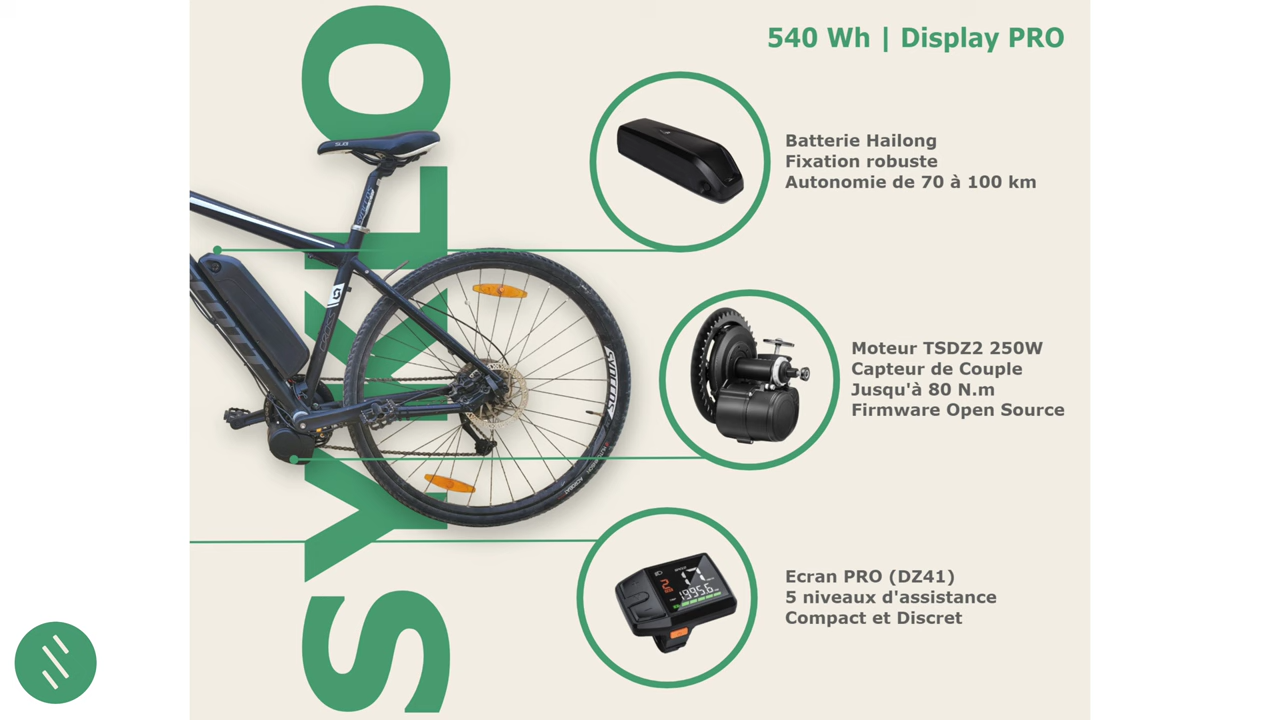 540 Wh | Display PRO
Batterie Hailong
Fixation robuste
Autonomie de 70 à 100 km
Moteur TSDZ2 250W
Capteur de Couple
Jusqu'à 80 N.m
Firmware Open Source
Ecran PRO (DZ41)
5 niveaux d'assistance
Compact et Discret
SYKLO
SYNCROS